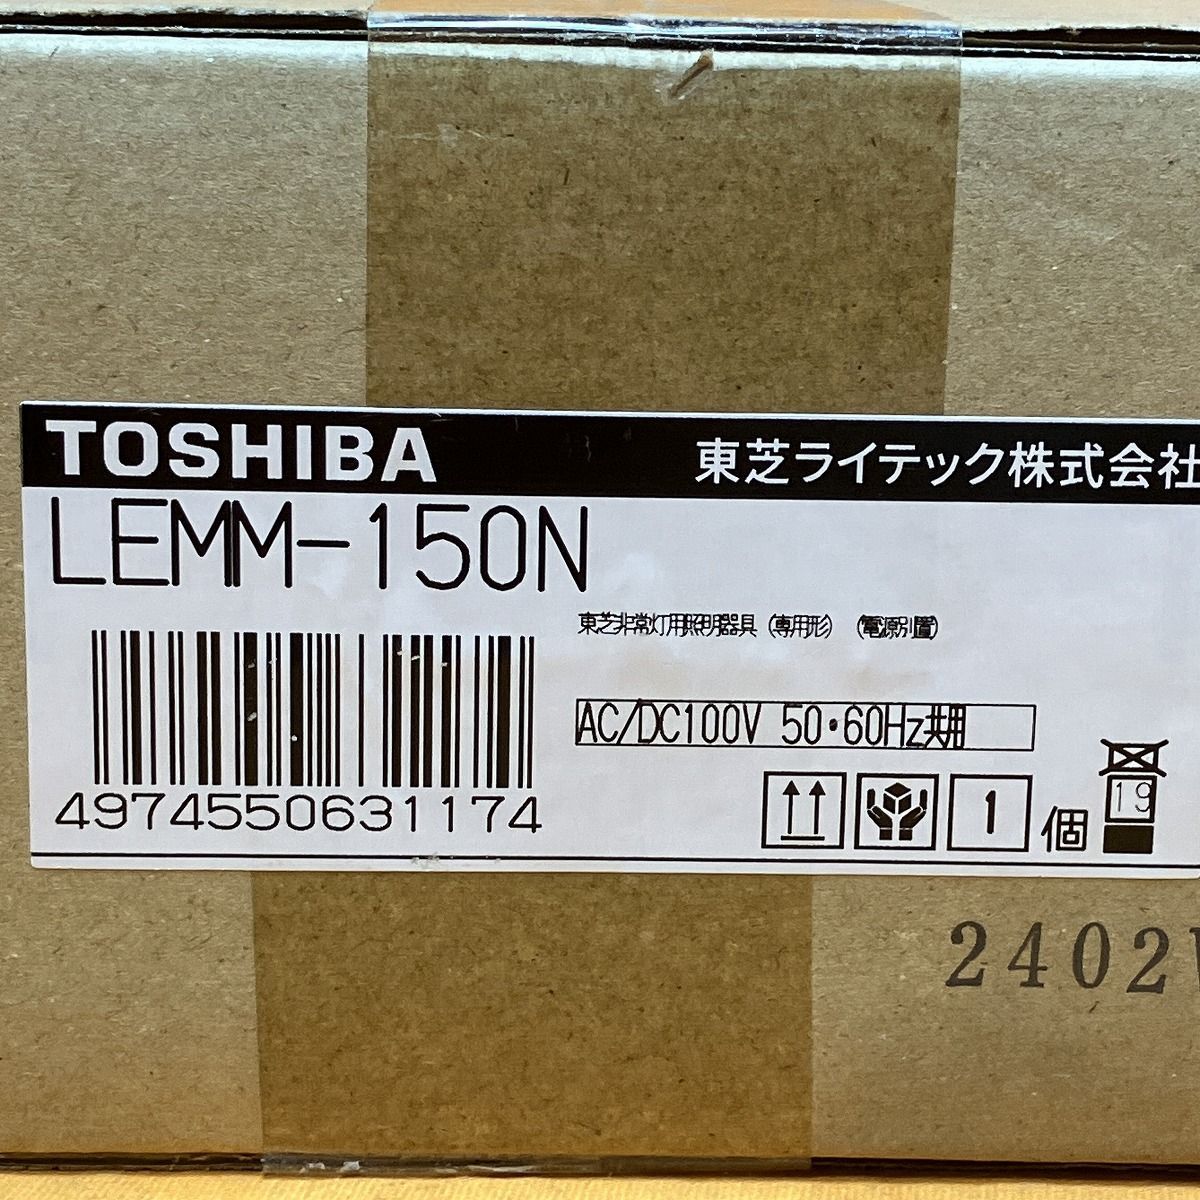 TOSHIBA 東芝ライテック株式会社
LEMM-150N
東芝非常灯用照明器具（専用形）（電源別置）
AC/DC100V 50・60Hz共用
4974550631174
1 個 19
2402